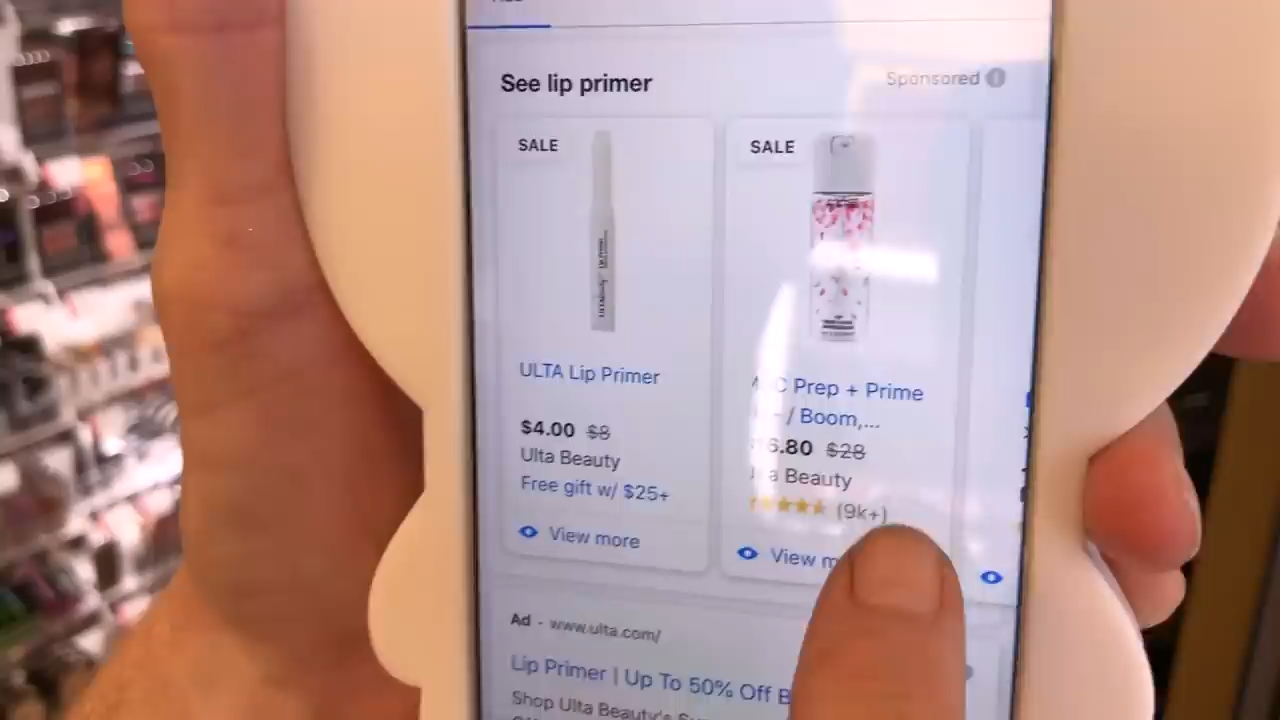 See lip primer
Sponsored
SALE
ULTA Lip Primer
$4.00 $8
Ulta Beauty
Free gift w/ $25+
View more
SALE
C Prep + Prime
/ Boom,...
6.80 $28
a Beauty
(9k+)
View m
Ad - www.ulta.com/
Lip Primer | Up To 50% Off B
Shop Ulta Beauty's